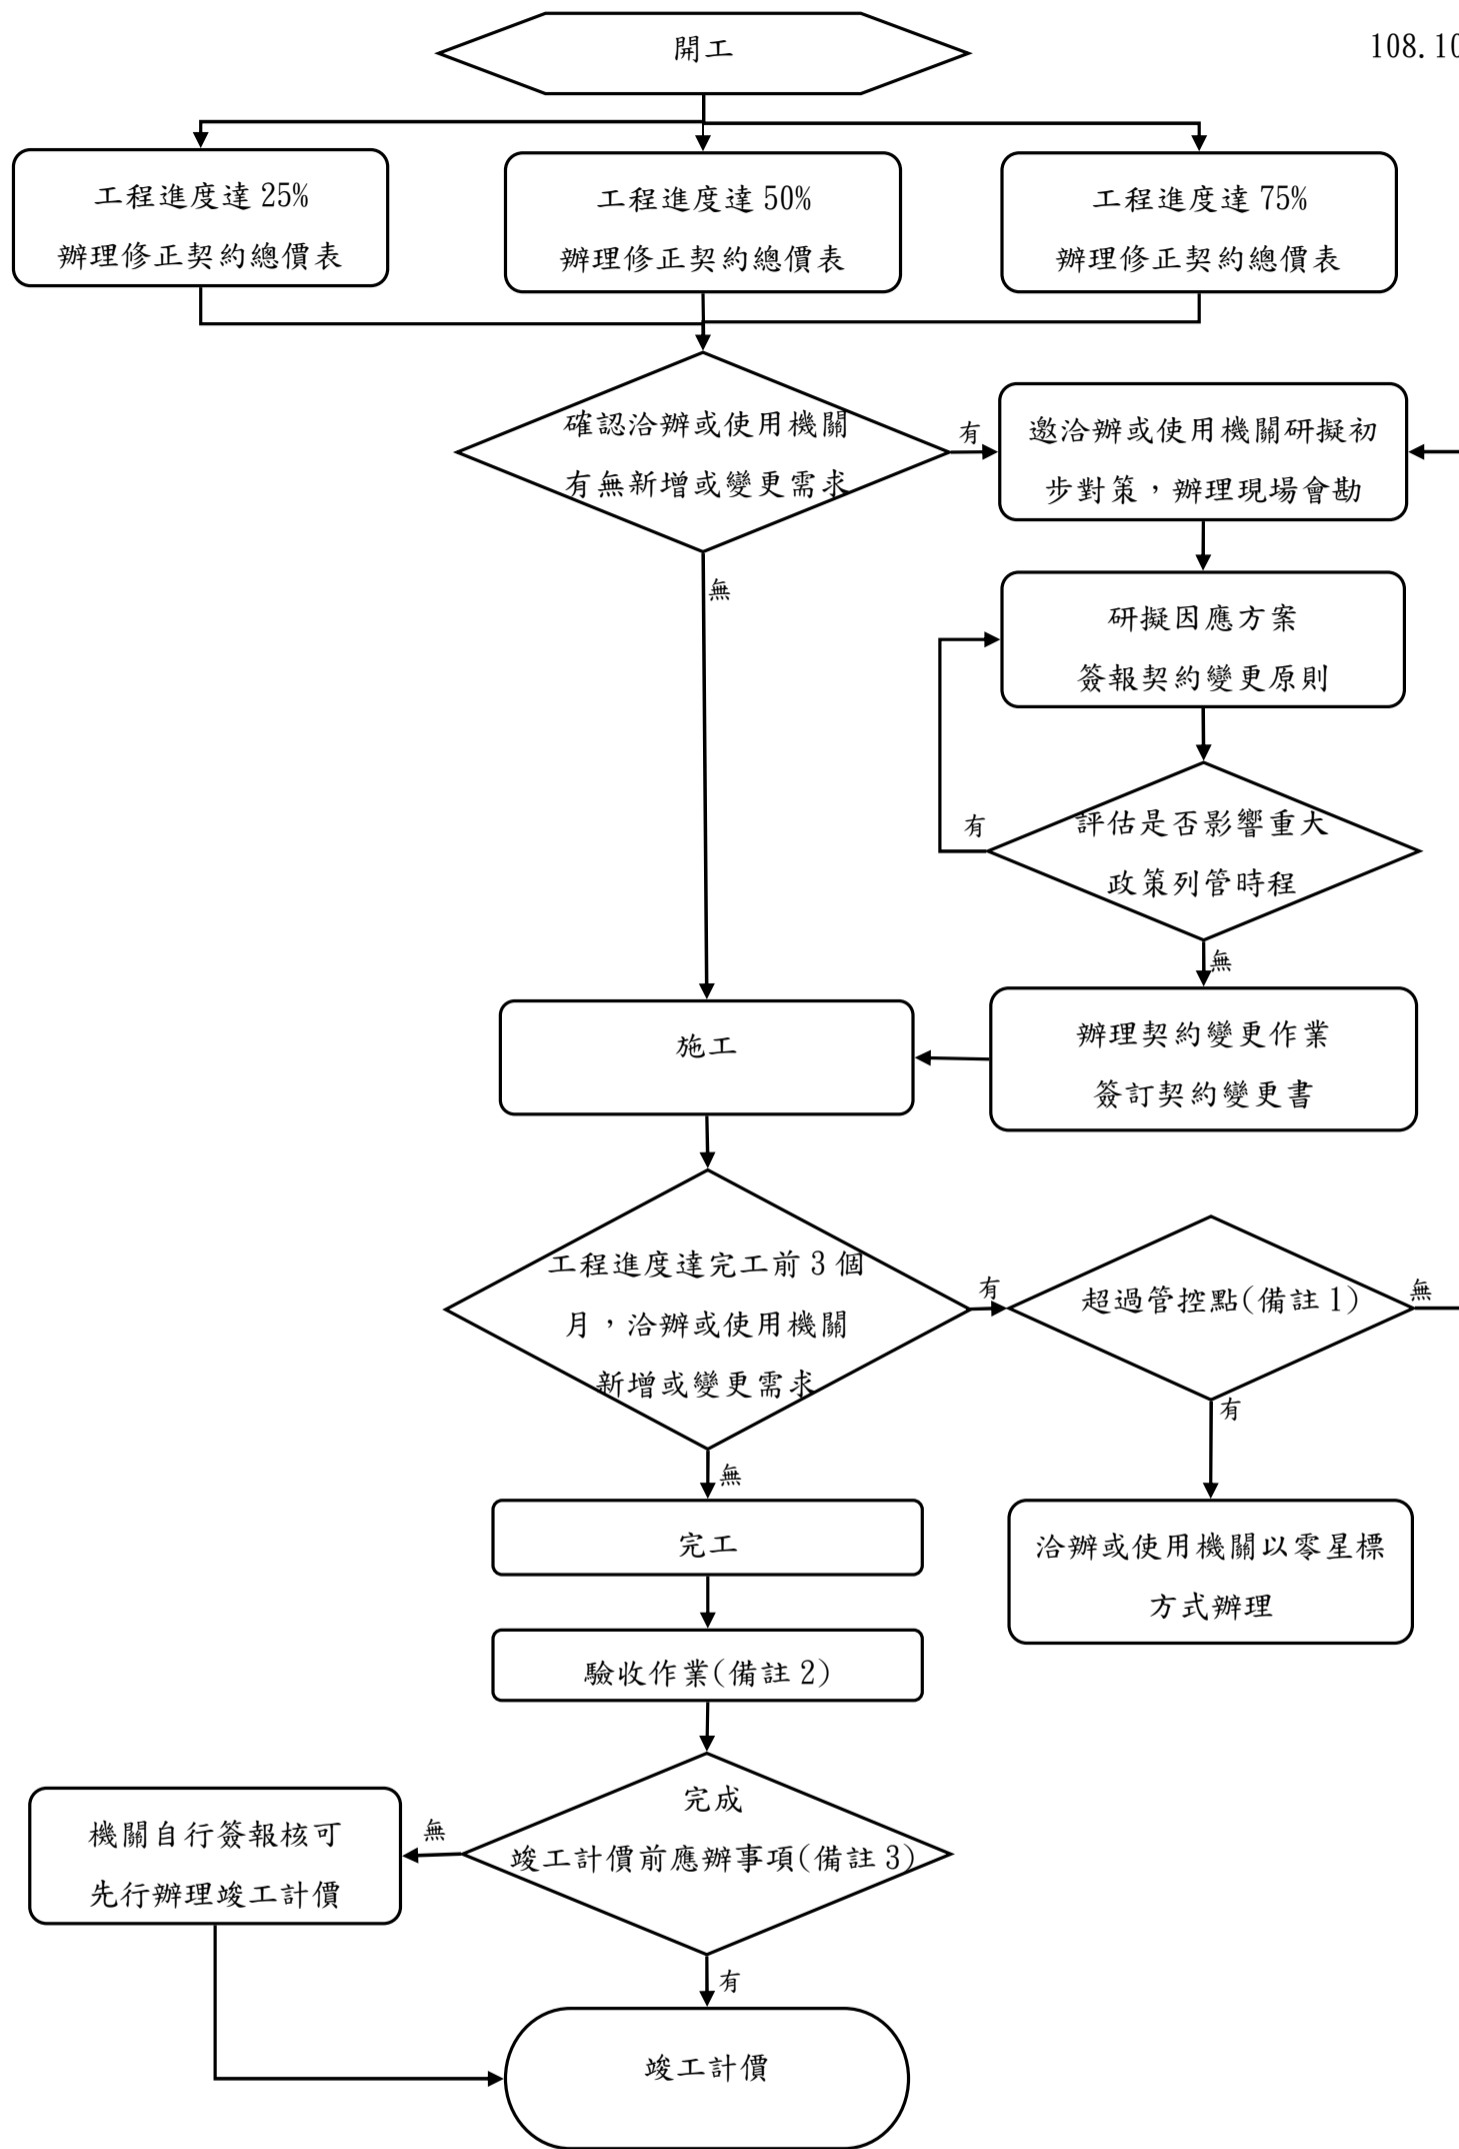 開工
108.10
工程進度達 25%
辦理修正契約總價表
工程進度達 50%
辦理修正契約總價表
工程進度達 75%
辦理修正契約總價表
確認洽辦或使用機關
有無新增或變更需求
有
邀洽辦或使用機關研擬初
步對策，辦理現場會勘
無
研擬因應方案
簽報契約變更原則
有
評估是否影響重大
政策列管時程
無
施工
辦理契約變更作業
簽訂契約變更書
工程進度達完工前 3 個
月，洽辦或使用機關
新增或變更需求
有
超過管控點(備註 1)
無
有
無
完工
洽辦或使用機關以零星標
方式辦理
驗收作業(備註 2)
完成
竣工計價前應辦事項(備註 3)
無
機關自行簽報核可
先行辦理竣工計價
有
竣工計價